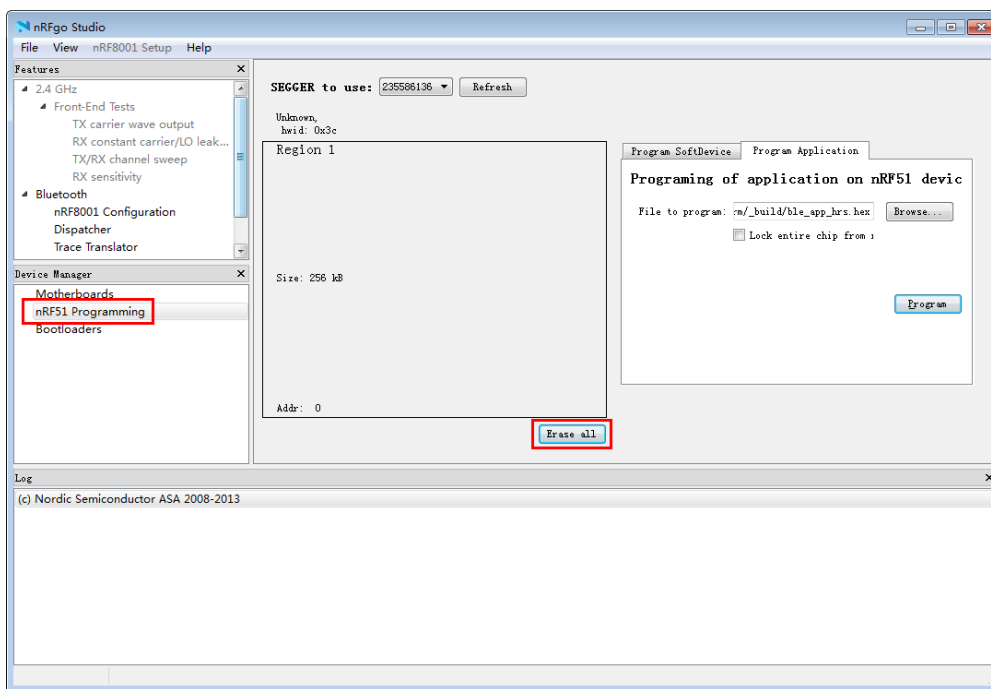 nRFgo Studio
File View nRF8001 Setup Help
Features
2.4 GHz
Front-End Tests
TX carrier wave output
RX constant carrier/LO leak...
TX/RX channel sweep
RX sensitivity
Bluetooth
nRF8001 Configuration
Dispatcher
Trace Translator
Device Manager
Motherboards
nRF51 Programming
Bootloaders
SEGGER to use: 235586136 Refresh
Unknown,
hwid: 0x3c
Region 1
Size: 256 kB
Addr: 0
Erase all
Program SoftDevice Program Application
Programing of application on nRF51 devic
File to program: rm/_build/ble_app_hrs.hex Browse...
Lock entire chip from
Program
Log
(c) Nordic Semiconductor ASA 2008-2013